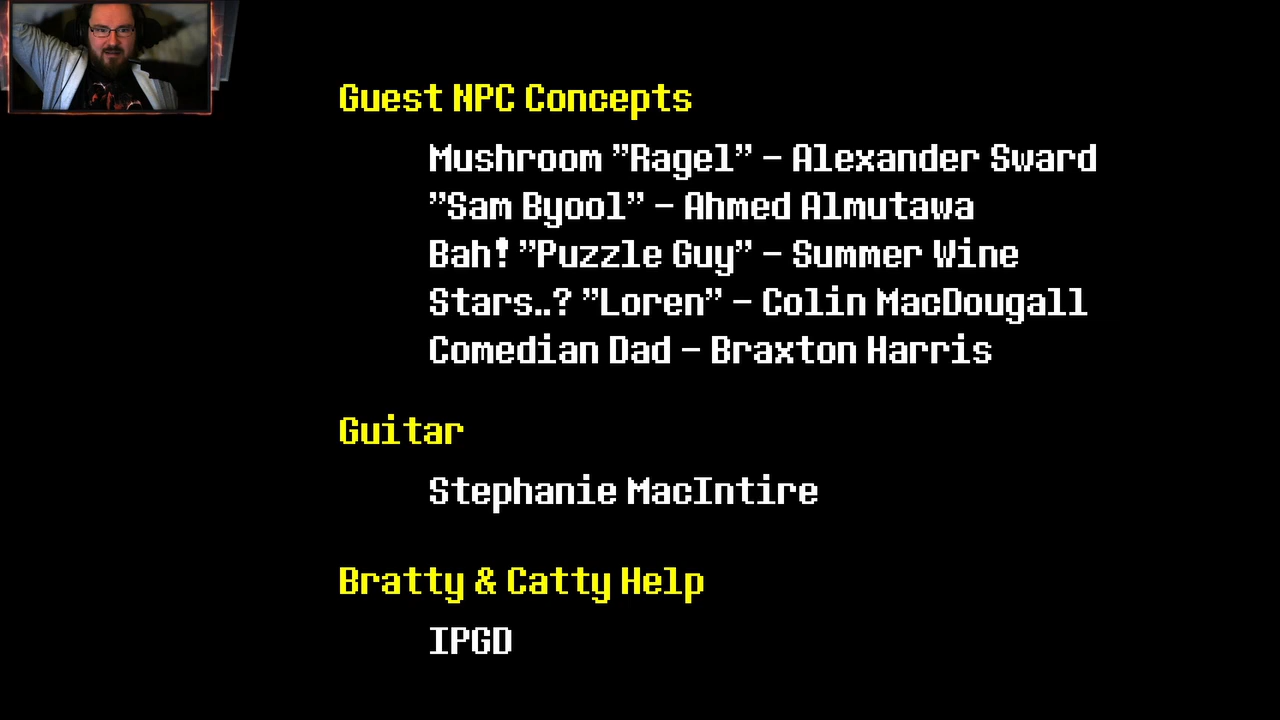 Guest NPC Concepts
Mushroom ”Ragel” – Alexander Sward
”Sam Byool” – Ahmed Almutawa
Bah! ”Puzzle Guy” – Summer Wine
Stars..? ”Loren” – Colin MacDougall
Comedian Dad – Braxton Harris
Guitar
Stephanie MacIntire
Bratty & Catty Help
IPGD